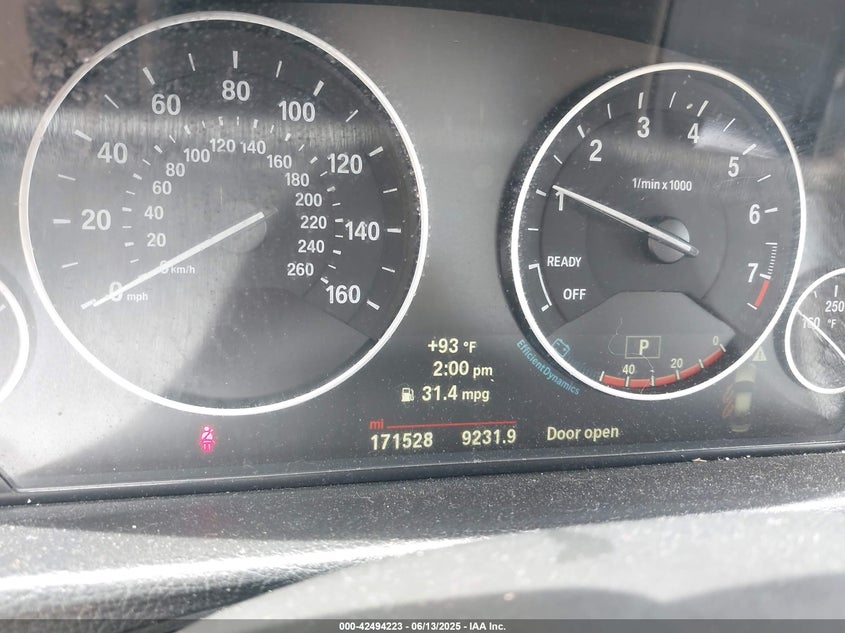 20
40
60
80
100
120
140
160
0 mph
20
40
60
80
100
120
140
160
180
200
220
240
260
0 km/h
1
2
3
4
5
6
7
1/min x 1000
READY
OFF
P
40
20
0
EfficientDynamics
+93 °F
2:00 pm
31.4 mpg
mi
171528 9231.9 Door open
250
160 °F
000-42494223 - 06/13/2025 - IAA Inc.